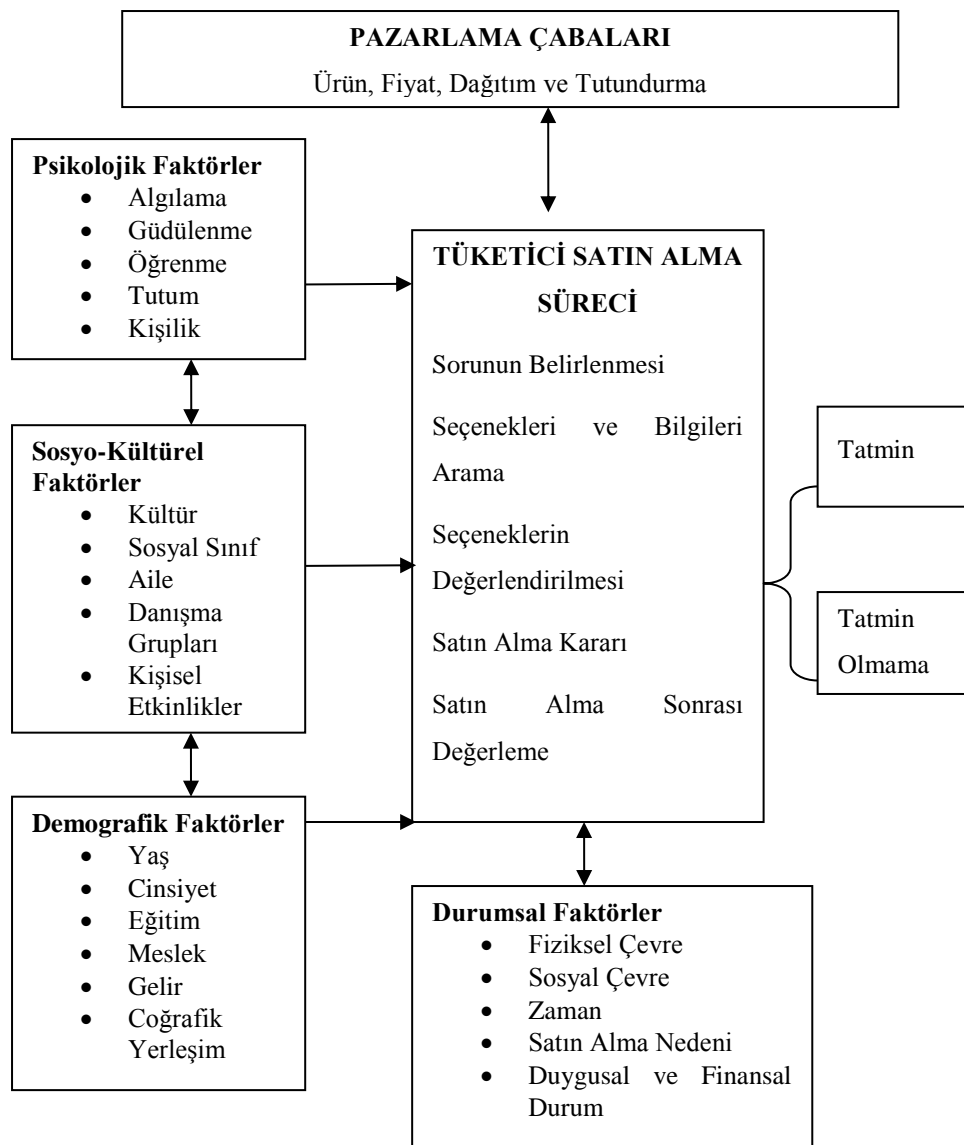 PAZARLAMA ÇABALARI
Ürün, Fiyat, Dağıtım ve Tutundurma
Psikolojik Faktörler
• Algılama
• Güdülenme
• Öğrenme
• Tutum
• Kişilik
Sosyo-Kültürel
Faktörler
• Kültür
• Sosyal Sınıf
• Aile
• Danışma
Grupları
• Kişisel
Etkinlikler
Demografik Faktörler
• Yaş
• Cinsiyet
• Eğitim
• Meslek
• Gelir
• Coğrafik
Yerleşim
TÜKETİCİ SATIN ALMA
SÜRECİ
Sorunun Belirlenmesi
Seçenekleri ve Bilgileri
Arama
Seçeneklerin
Değerlendirilmesi
Satın Alma Kararı
Satın Alma Sonrası
Değerleme
Tatmin
Tatmin
Olmama
Durumsal Faktörler
• Fiziksel Çevre
• Sosyal Çevre
• Zaman
• Satın Alma Nedeni
• Duygusal ve Finansal
Durum